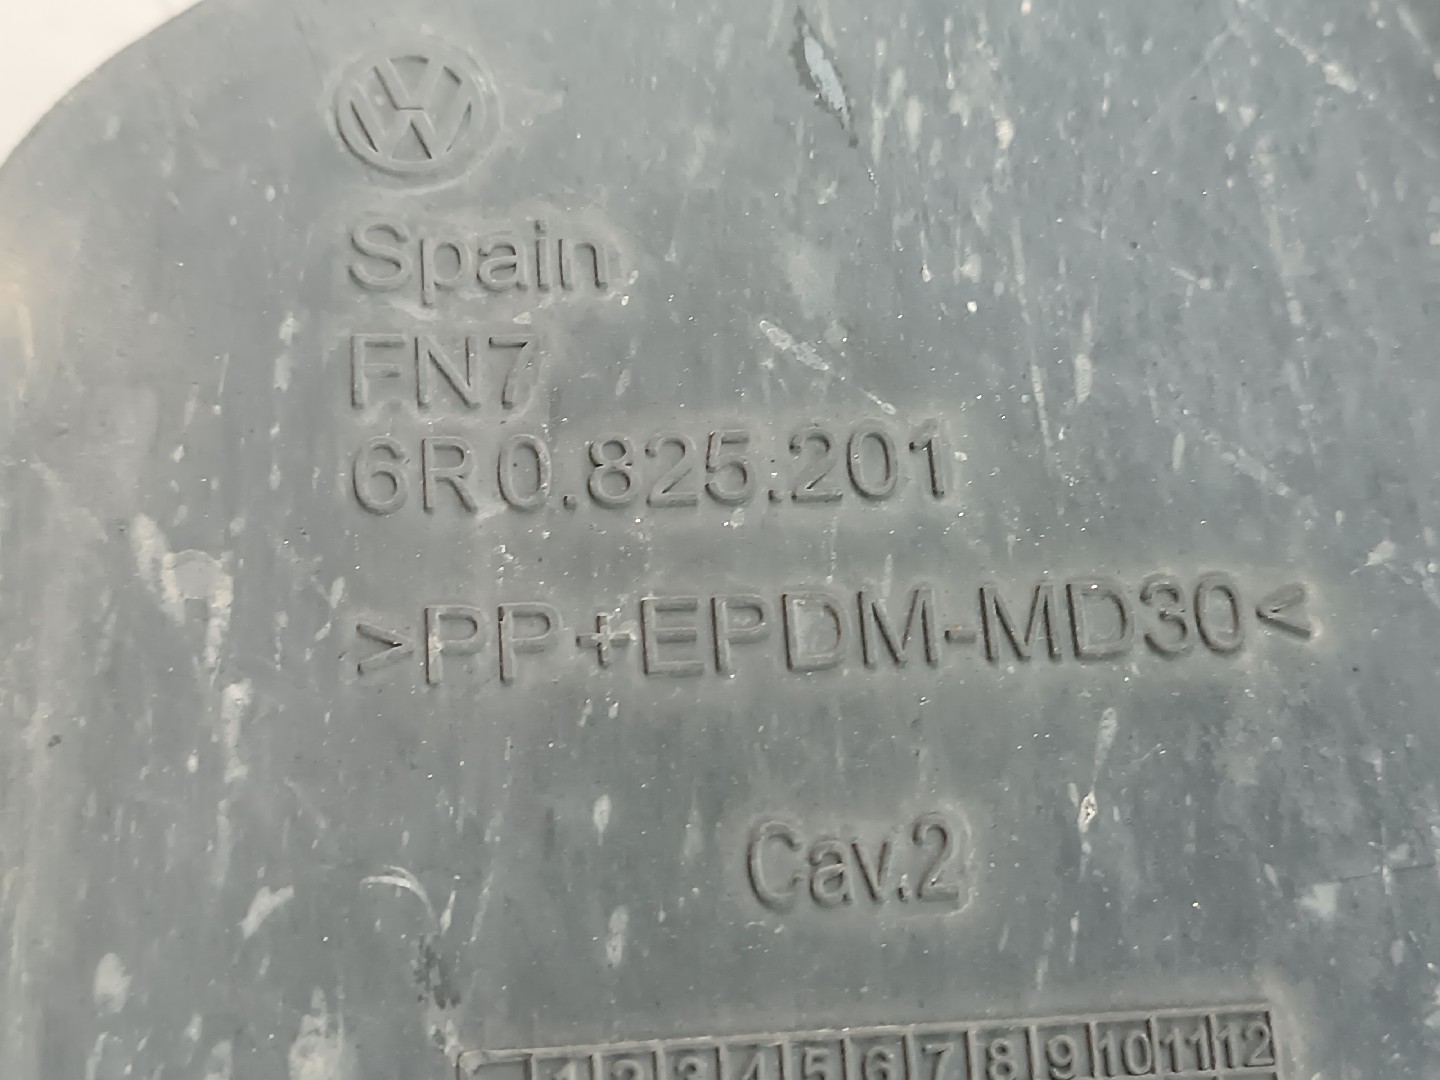 Spain
FN7
6R0.825.201
>PP+EPDM-MD30<
Cav.2
1 2 3 4 5 6 7 8 9 10 11 12